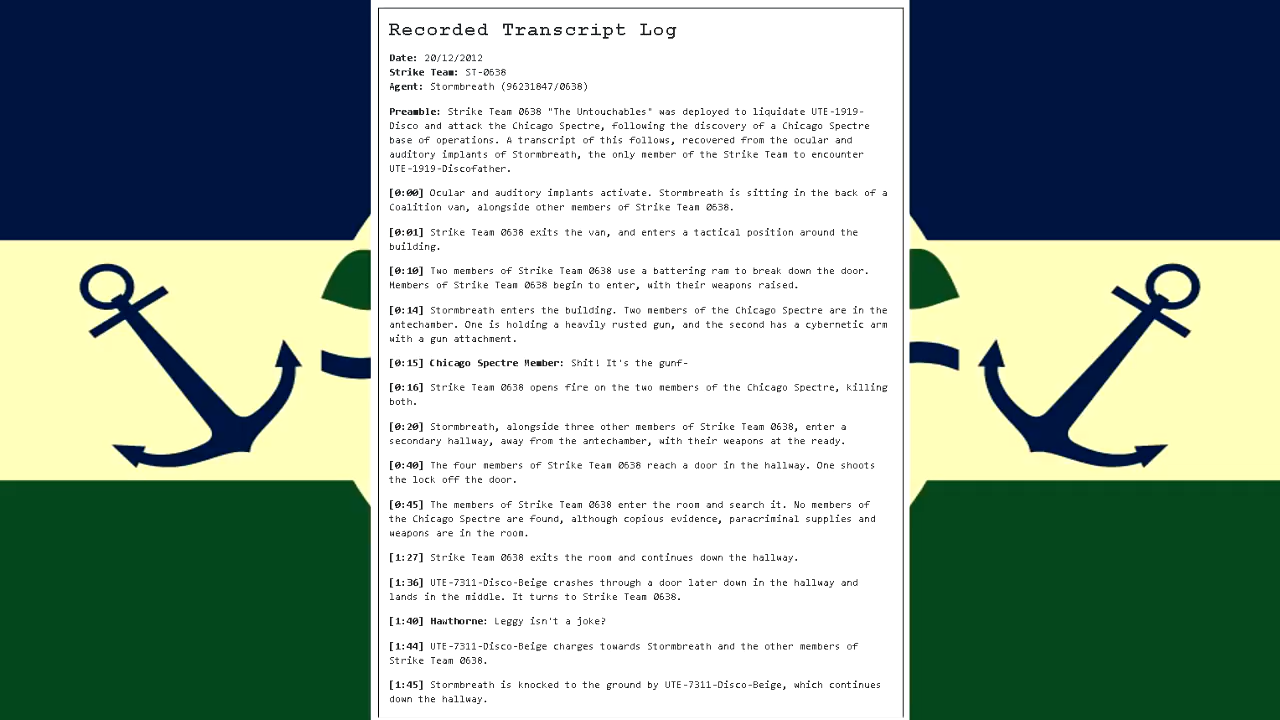 Recorded Transcript Log
Date: 20/12/2012
Strike Team: ST-0638
Agent: Stormbreath (96231847/0638)
Preamble: Strike Team 0638 "The Untouchables" was deployed to liquidate UTE-1919-
Disco and attack the Chicago Spectre, following the discovery of a Chicago Spectre
base of operations. A transcript of this follows, recovered from the ocular and
auditory implants of Stormbreath, the only member of the Strike Team to encounter
UTE-1919-Discofather.
[0:00] Ocular and auditory implants activate. Stormbreath is sitting in the back of a
Coalition van, alongside other members of Strike Team 0638.
[0:01] Strike Team 0638 exits the van, and enters a tactical position around the
building.
[0:10] Two members of Strike Team 0638 use a battering ram to break down the door.
Members of Strike Team 0638 begin to enter, with their weapons raised.
[0:14] Stormbreath enters the building. Two members of the Chicago Spectre are in the
antechamber. One is holding a heavily rusted gun, and the second has a cybernetic arm
with a gun attachment.
[0:15] Chicago Spectre Member: Shit! It's the gunf-
[0:16] Strike Team 0638 opens fire on the two members of the Chicago Spectre, killing
both.
[0:20] Stormbreath, alongside three other members of Strike Team 0638, enter a
secondary hallway, away from the antechamber, with their weapons at the ready.
[0:40] The four members of Strike Team 0638 reach a door in the hallway. One shoots
the lock off the door.
[0:45] The members of Strike Team 0638 enter the room and search it. No members of
the Chicago Spectre are found, although copious evidence, paracriminal supplies and
weapons are in the room.
[1:27] Strike Team 0638 exits the room and continues down the hallway.
[1:36] UTE-7311-Disco-Beige crashes through a door later down in the hallway and
lands in the middle. It turns to Strike Team 0638.
[1:40] Hawthorne: Leggy isn't a joke?
[1:44] UTE-7311-Disco-Beige charges towards Stormbreath and the other members of
Strike Team 0638.
[1:45] Stormbreath is knocked to the ground by UTE-7311-Disco-Beige, which continues
down the hallway.